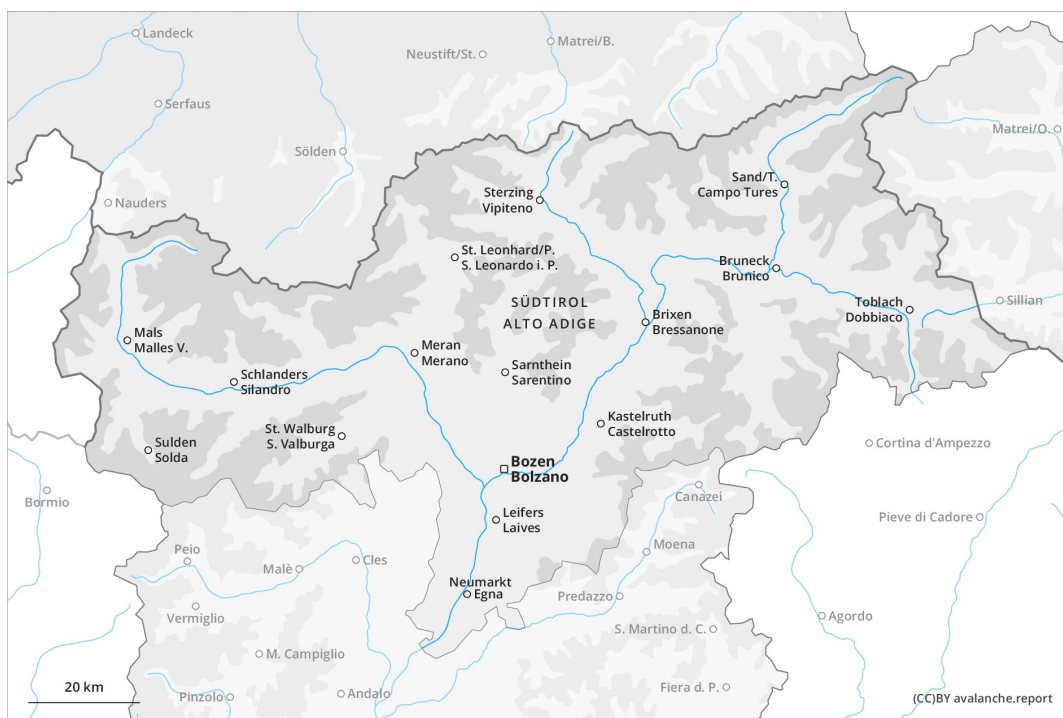 Landeck
Neustift/St.
Matrei/B.
Serfaus
Matrei/O.
Sölden
Sand/T.
Campo Tures
Sterzing
Vipiteno
Nauders
St. Leonhard/P.
S. Leonardo i. P.
Bruneck
Brunico
SÜDTIROL
ALTO ADIGE
Toblach
Dobbiaco
Sillian
Brixen
Bressanone
Mals
Malles V.
Meran
Merano
Sarnthein
Sarentino
Schlanders
Silandro
Kastelruth
Castelrotto
St. Walburg
S. Valburga
Sulden
Solda
Cortina d'Ampezzo
Bozen
Bolzano
Bormio
Canazei
Leifers
Laives
Pieve di Cadore
Peio
Cles
Moena
Malè
Neumarkt
Egna
Predazzo
Vermiglio
Agordo
S. Martino d. C.
M. Campiglio
20 km
Pinzolo
Andalo
Fiera d. P.
(CC)BY avalanche.report